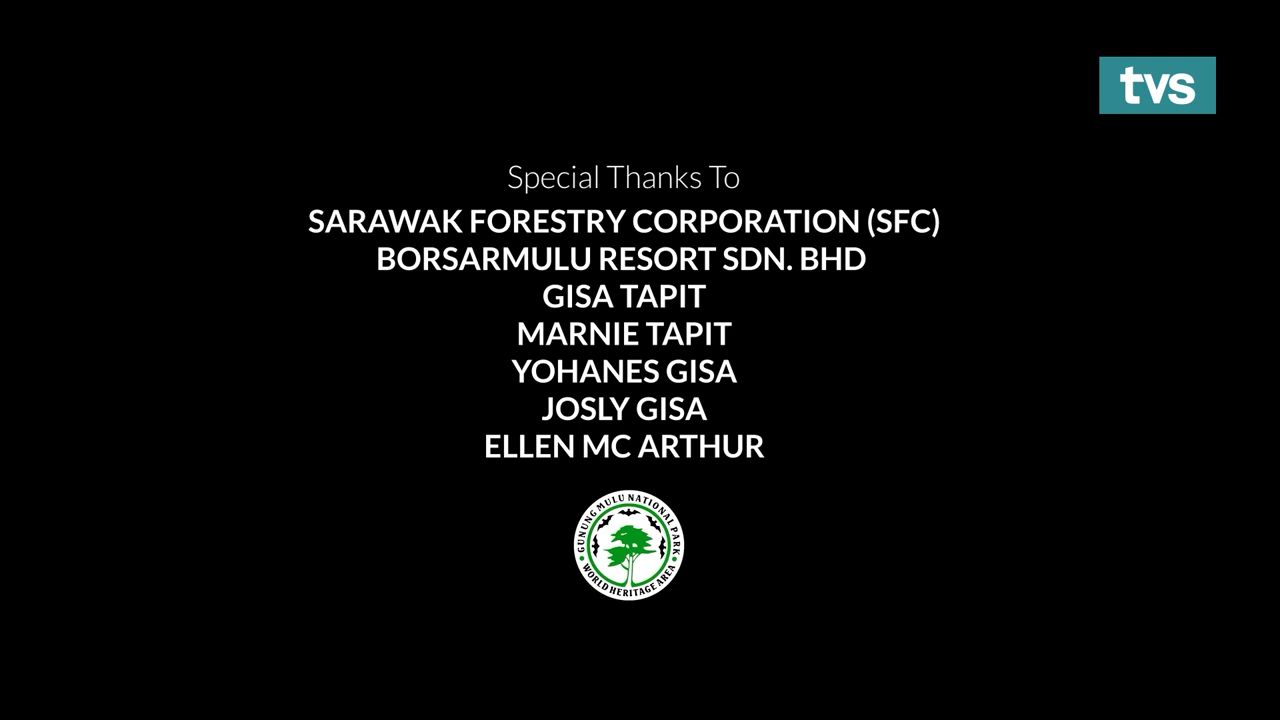 tvs
Special Thanks To
SARAWAK FORESTRY CORPORATION (SFC)
BORSARMULU RESORT SDN. BHD
GISA TAPIT
MARNIE TAPIT
YOHANES GISA
JOSLY GISA
ELLEN MC ARTHUR
GUNUNG MULU NATIONAL PARK
WORLD HERITAGE AREA